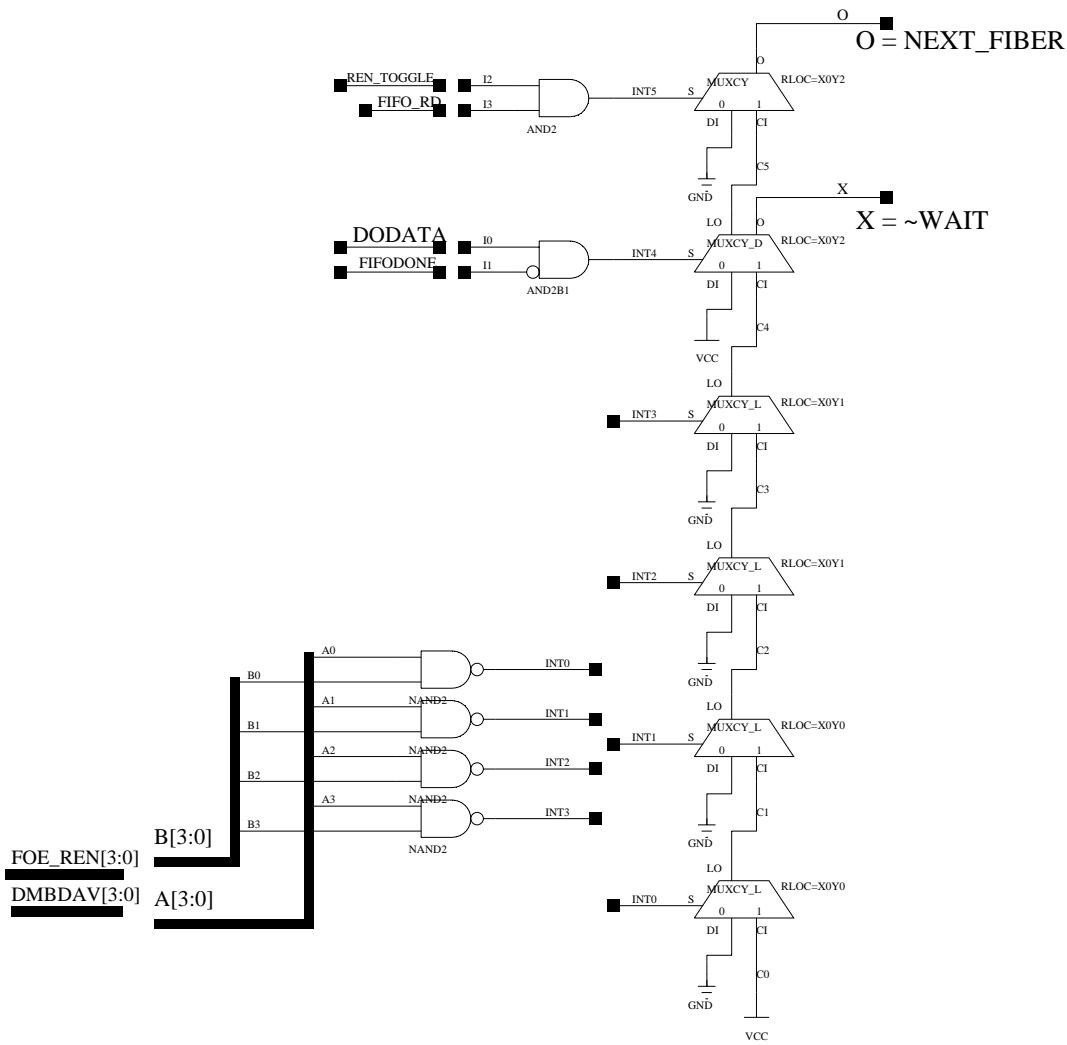 O
O = NEXT_FIBER
O
REN_TOGGLE I2 MUXCY RLOC=X0Y2
INT5 S
FIFO_RD I3 0 1
AND2 DI CI
C5
GND
X
LO O
X = ~WAIT
DODATA I0 MUXCY_D RLOC=X0Y2
INT4 S
FIFODONE I1 0 1
AND2B1 DI CI
C4
VCC
LO
MUXCY_L RLOC=X0Y1
INT3 S
0 1
DI CI
C3
GND
LO
MUXCY_L RLOC=X0Y1
INT2 S
0 1
DI CI
C2
A0
INT0
B0 GND
A1 NAND2 LO
INT1 MUXCY_L RLOC=X0Y0
B1 INT1 S
0 1
A2 NAND2 DI CI
INT2
B2
A3 NAND2 C1
INT3
B3 GND
B[3:0] NAND2
FOE_REN[3:0] LO
DMBDAV[3:0] A[3:0] MUXCY_L RLOC=X0Y0
INT0 S
0 1
DI CI
C0
GND
VCC